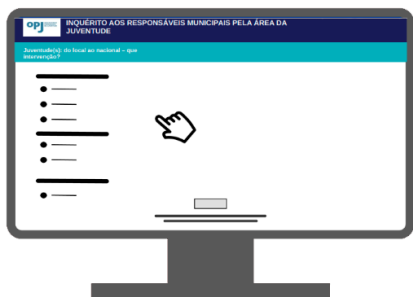 OPJ
INQUÉRITO AOS RESPONSÁVEIS MUNICIPAIS PELA ÁREA DA
JUVENTUDE
Juventude(s): do local ao nacional – que
intervenção?